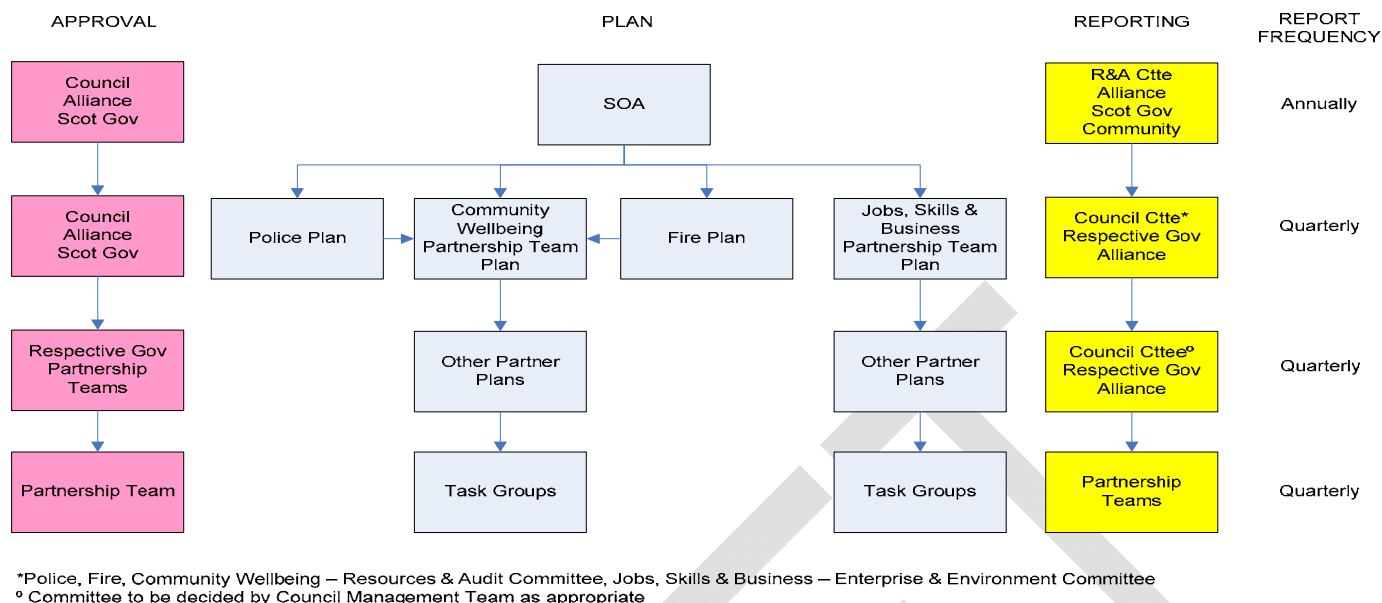 APPROVAL
PLAN
REPORTING
REPORT
FREQUENCY
Council
Alliance
Scot Gov
SOA
R&A Ctte
Alliance
Scot Gov
Community
Annually
Council
Alliance
Scot Gov
Police Plan
Community
Wellbeing
Partnership Team
Plan
Fire Plan
Jobs, Skills &
Business
Partnership Team
Plan
Council Ctte*
Respective Gov
Alliance
Quarterly
Respective Gov
Partnership
Teams
Other Partner
Plans
Other Partner
Plans
Council Ctteeº
Respective Gov
Alliance
Quarterly
Partnership Team
Task Groups
Task Groups
Partnership
Teams
Quarterly
*Police, Fire, Community Wellbeing – Resources & Audit Committee, Jobs, Skills & Business – Enterprise & Environment Committee
º Committee to be decided by Council Management Team as appropriate